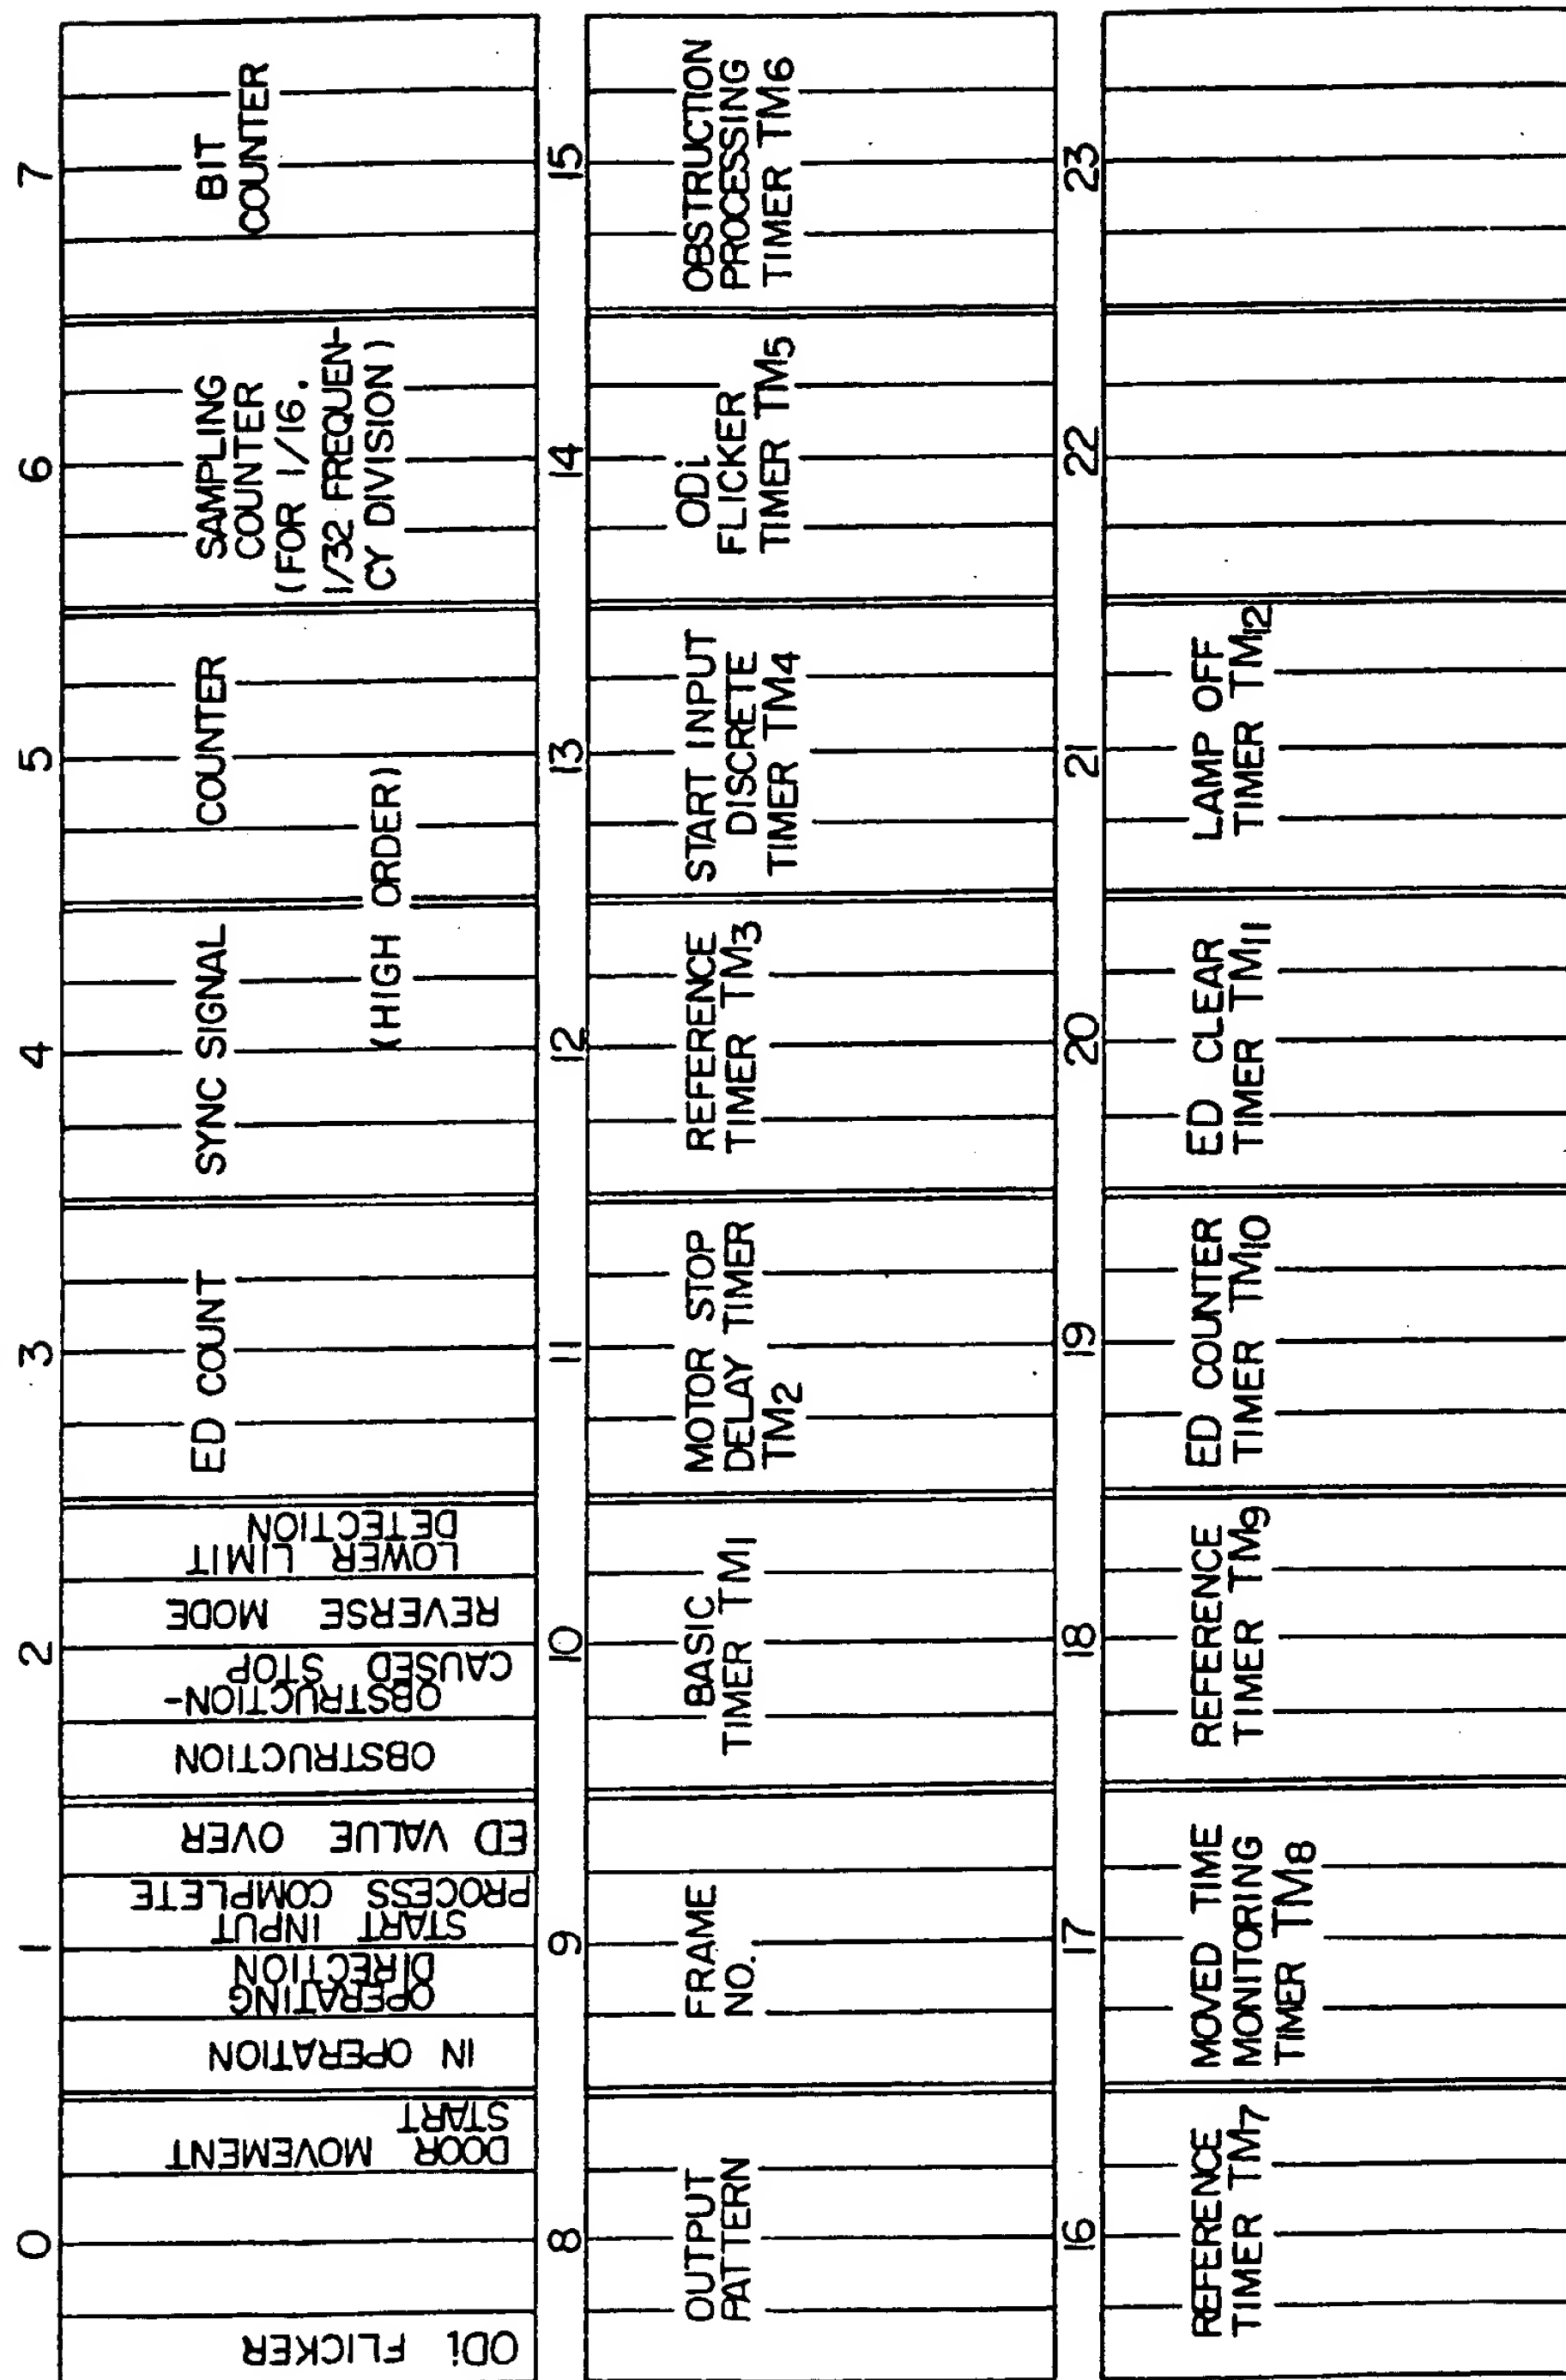 0
1
2
3
4
5
6
7
ODi FLICKER
DOOR MOVEMENT
START
IN OPERATION
OPERATING
DIRECTION
START INPUT
PROCESS COMPLETE
ED VALUE OVER
OBSTRUCTION
OBSTRUCTION-
CAUSED STOP
REVERSE MODE
LOWER LIMIT
DETECTION
ED COUNT
SYNC SIGNAL COUNTER
(HIGH ORDER)
SAMPLING
COUNTER
(FOR 1/16.
1/32 FREQUEN-
CY DIVISION)
BIT
COUNTER
8
9
10
11
12
13
14
15
OUTPUT
PATTERN
FRAME
NO.
BASIC
TIMER TM1
MOTOR STOP
DELAY TIMER
TM2
REFERENCE
TIMER TM3
START INPUT
DISCRETE
TIMER TM4
ODi
FLICKER
TIMER TM5
OBSTRUCTION
PROCESSING
TIMER TM6
16
17
18
19
20
21
22
23
REFERENCE
TIMER TM7
MOVED TIME
MONITORING
TIMER TM8
REFERENCE
TIMER TM9
ED COUNTER
TIMER TM10
ED CLEAR
TIMER TM11
LAMP OFF
TIMER TM12